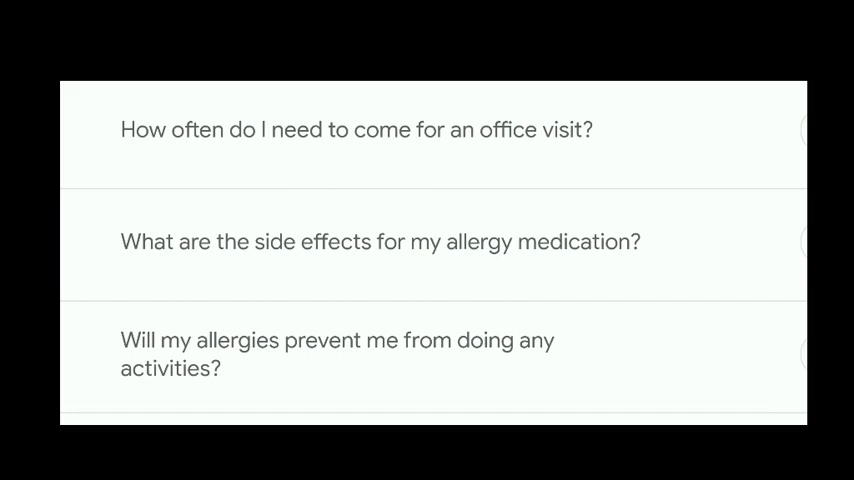 How often do I need to come for an office visit?
What are the side effects for my allergy medication?
Will my allergies prevent me from doing any
activities?